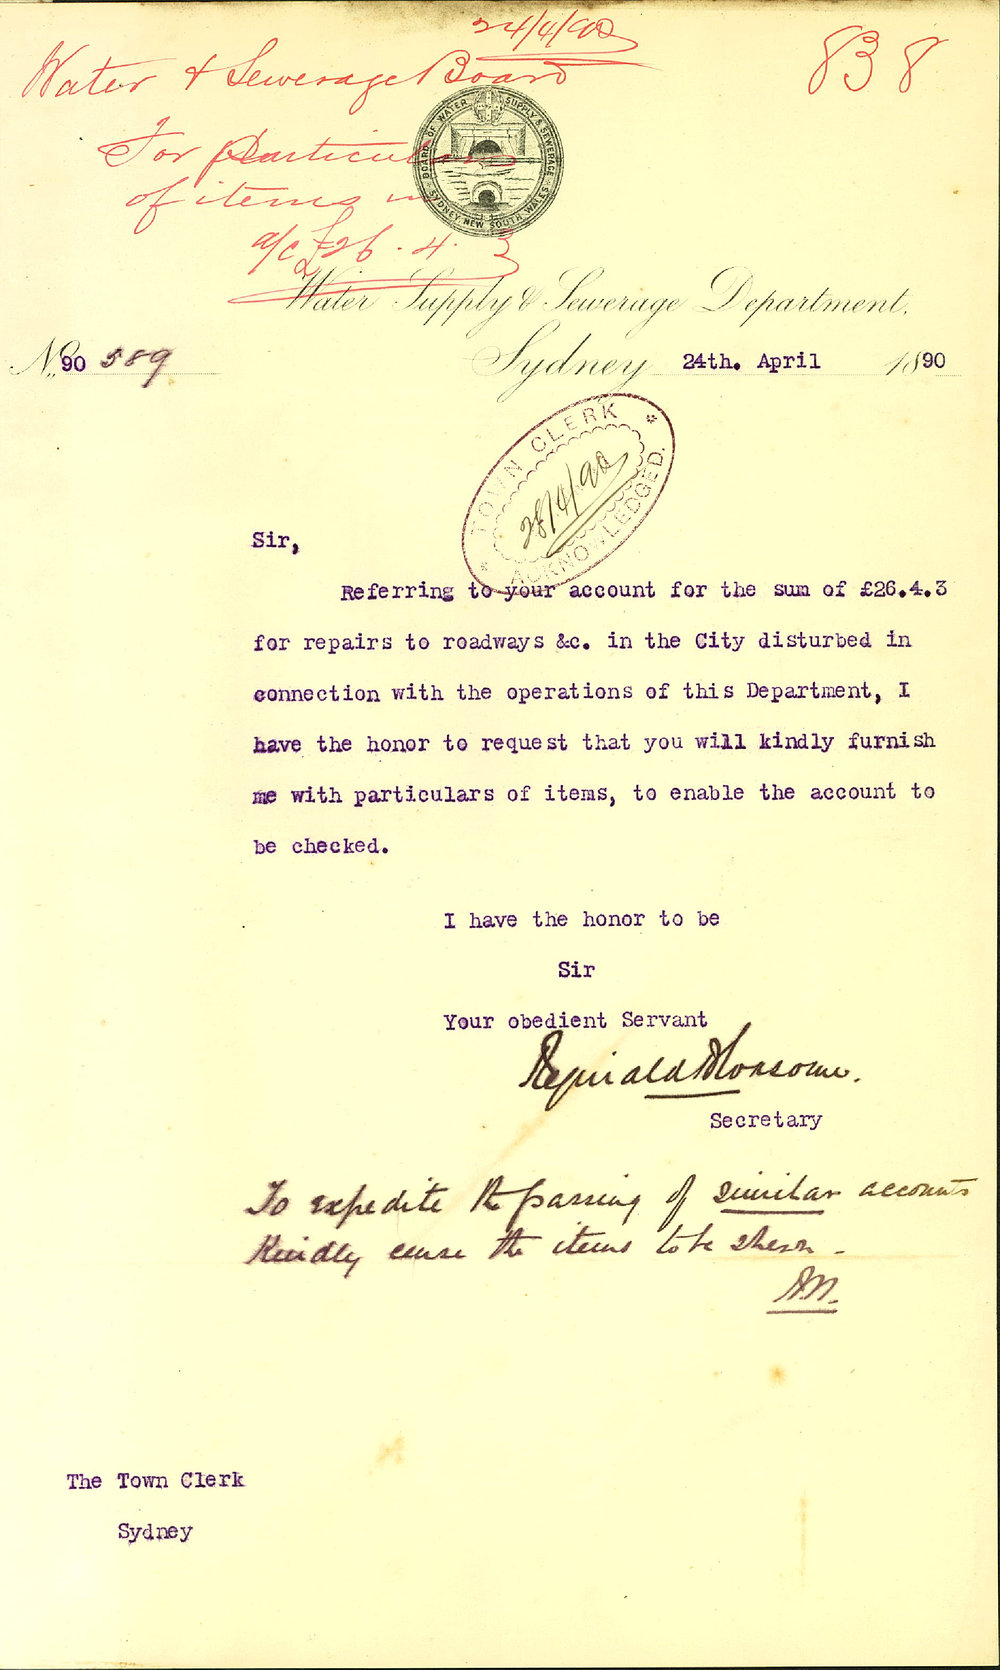 24/4/90
Water & Sewerage Board
838
For Particulars
of items in
a/c £26.4.3
BOARD OF WATER SUPPLY & SEWERAGE
SYDNEY, NEW SOUTH WALES
Water Supply & Sewerage Department,
No. 90 589
Sydney 24th. April 1890
TOWN CLERK
28/4/90
ACKNOWLEDGED.
Sir,
Referring to your account for the sum of £26.4.3
for repairs to roadways &c. in the City disturbed in
connection with the operations of this Department, I
have the honor to request that you will kindly furnish
me with particulars of items, to enable the account to
be checked.
I have the honor to be
Sir
Your obedient Servant
Reginald
Secretary
To expedite the passing of similar accounts
Kindly cause the items to be shewn -
The Town Clerk
Sydney